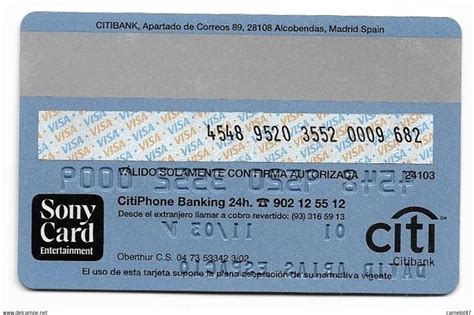 CITIBANK, Apartado de Correos 89, 28108 Alcobendas, Madrid Spain
4548 9520 3552 0009 682
VÁLIDO SOLAMENTE CON FIRMA AUTORIZADA 24103
CitiPhone Banking 24h. ☎ 902 12 55 12
Desde el extranjero llamar a cobro revertido: (93) 316 59 13
Sony
Card
Entertainment
citi
Citibank
Oberthur C.S. 04 73 53342 3/02
El uso de esta tarjeta supone la plena aceptación de su normativa vigente